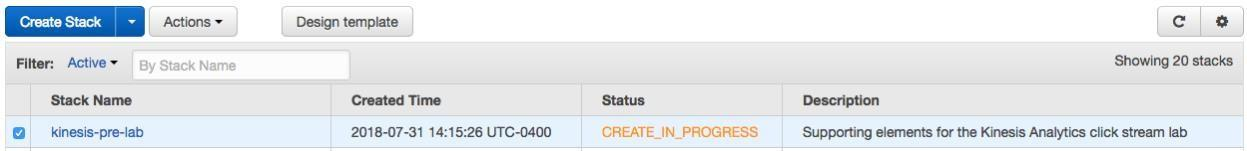 Create Stack Actions Design template
Filter: Active By Stack Name Showing 20 stacks
Stack Name Created Time Status Description
kinesis-pre-lab 2018-07-31 14:15:26 UTC-0400 CREATE_IN_PROGRESS Supporting elements for the Kinesis Analytics click stream lab